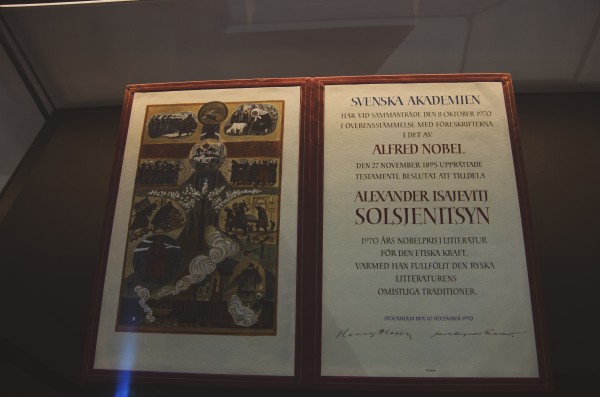 SVENSKA AKADEMIEN
HAR VID SAMMANTRÄDE DEN 8 OKTOBER 1970
I ÖVERENSSTÄMMELSE MED FÖRESKRIFTERNA
I DET AV
ALFRED NOBEL
DEN 27 NOVEMBER 1895 UPPRÄTTADE
TESTAMENTE BESLUTAT ATT TILLDELA
ALEXANDER ISAJEVITJ
SOLSJENITSYN
1970 ÅRS NOBELPRIS I LITTERATUR
FÖR DEN ETISKA KRAFT,
VARMED HAN FULLFÖLJT DEN RYSKA
LITTERATURENS
OMISTLIGA TRADITIONER.
STOCKHOLM DEN 10 DECEMBER 1970